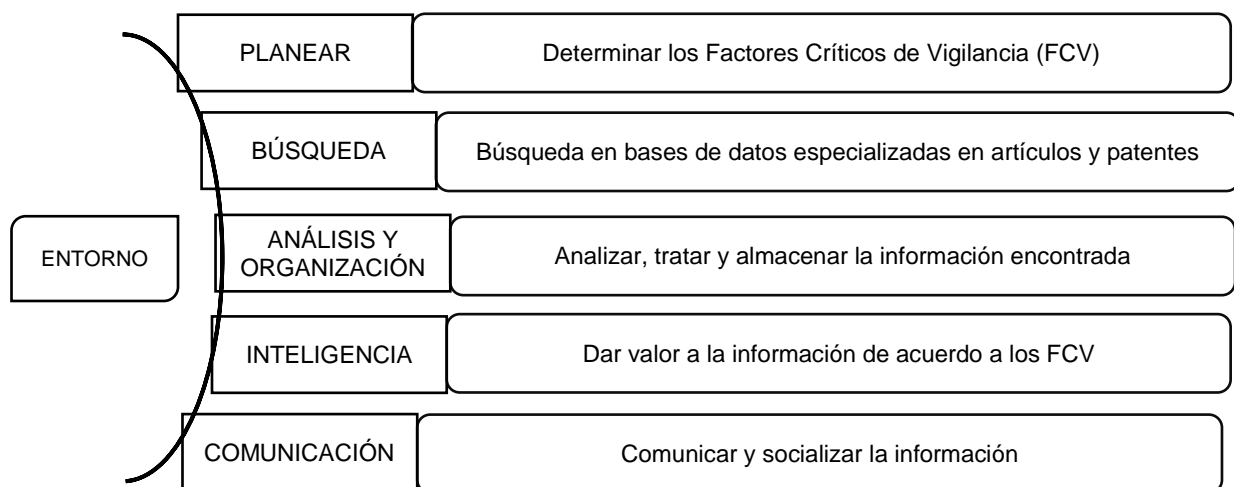 PLANEAR
Determinar los Factores Críticos de Vigilancia (FCV)
BÚSQUEDA
Búsqueda en bases de datos especializadas en artículos y patentes
ENTORNO
ANÁLISIS Y
ORGANIZACIÓN
Analizar, tratar y almacenar la información encontrada
INTELIGENCIA
Dar valor a la información de acuerdo a los FCV
COMUNICACIÓN
Comunicar y socializar la información